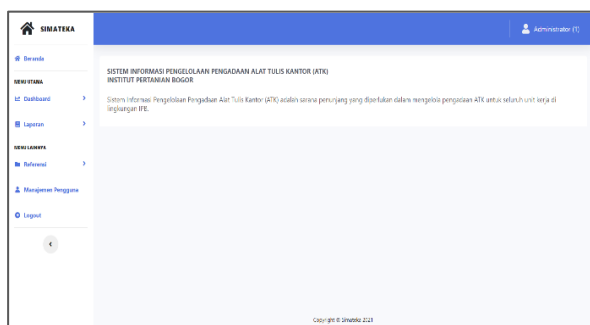 SIMATEKA
Administrator (1)
Beranda
MENU UTAMA
Dashboard
Laporan
MENU LAINNYA
Referensi
Manajemen Pengguna
Logout
SISTEM INFORMASI PENGELOLAAN PENGADAAN ALAT TULIS KANTOR (ATK)
INSTITUT PERTANIAN BOGOR
Sistem Informasi Pengelolaan Pengadaan Alat Tulis Kantor (ATK) adalah sarana penunjang yang diperlukan dalam mengelola pengadaan ATK untuk seluruh unit kerja di
lingkungan IPB.
Copyright © Simateka